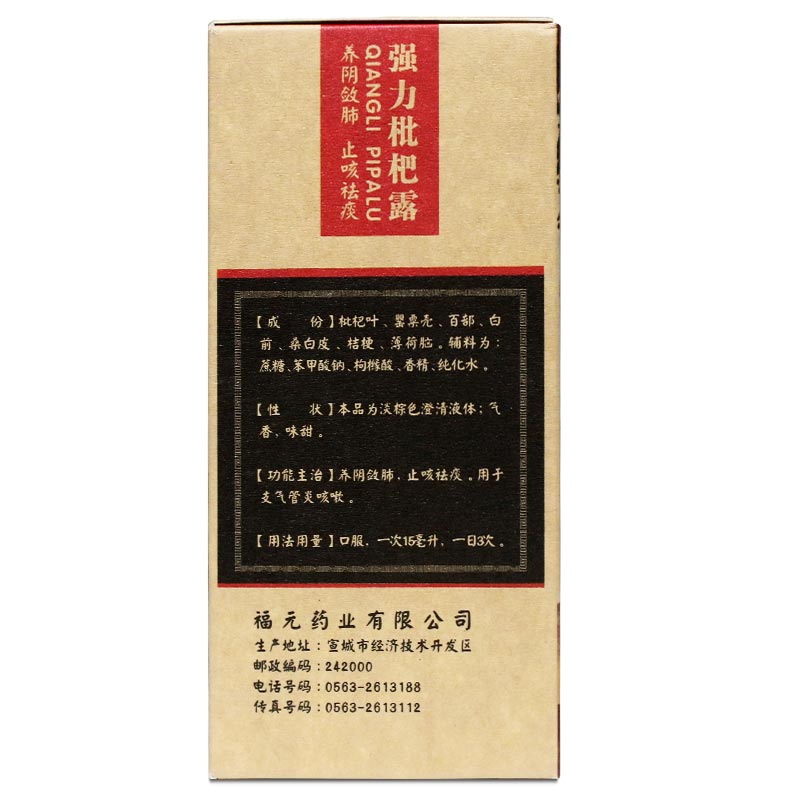 强力枇杷露
QIANGLI PIPALU
养阴敛肺 止咳祛痰
【成 份】枇杷叶、罂粟壳、百部、白
前、桑白皮、桔梗、薄荷脑。辅料为：
蔗糖、苯甲酸钠、枸橼酸、香精、纯化水。
【性 状】本品为淡棕色澄清液体；气
香，味甜。
【功能主治】养阴敛肺，止咳祛痰。用于
支气管炎咳嗽。
【用法用量】口服，一次15毫升，一日3次。
福元药业有限公司
生产地址：宣城市经济技术开发区
邮政编码：242000
电话号码：0563-2613188
传真号码：0563-2613112